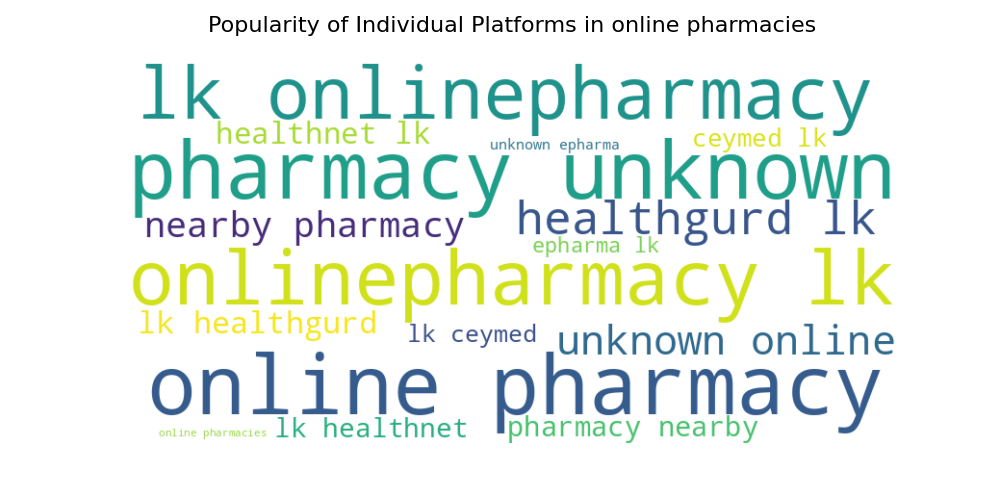 Popularity of Individual Platforms in online pharmacies
lk onlinepharmacy
healthnet lk
unknown epharma
ceymed lk
pharmacy unknown
nearby pharmacy
healthgurd lk
epharma lk
onlinepharmacy lk
lk healthgurd
lk ceymed
unknown online
online pharmacy
online pharmacies
lk healthnet
pharmacy nearby